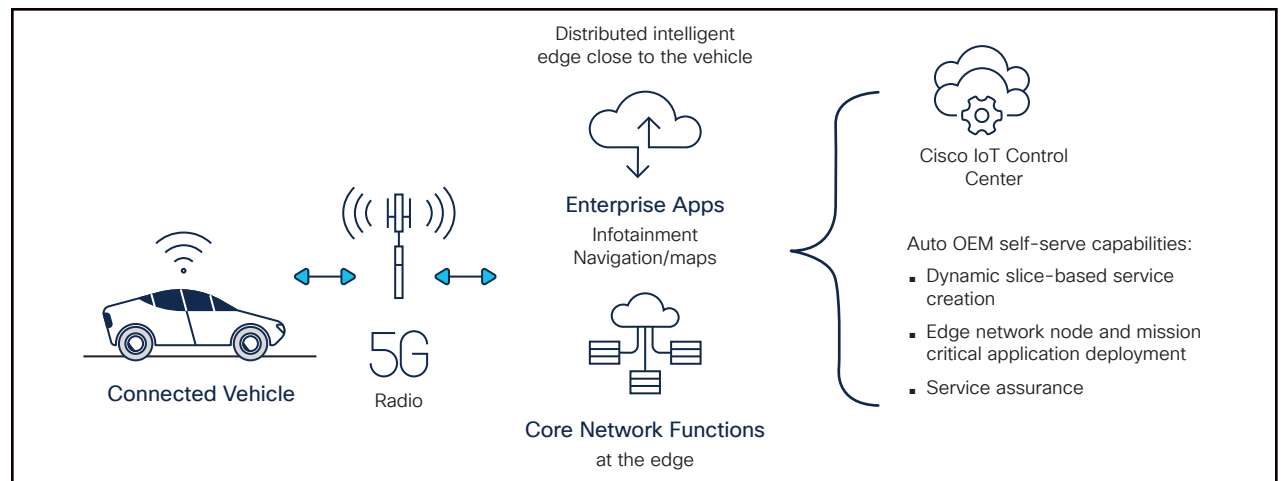 Distributed intelligent
edge close to the vehicle
Enterprise Apps
Infotainment
Navigation/maps
Core Network Functions
at the edge
Connected Vehicle
5G
Radio
Cisco IoT Control
Center
Auto OEM self-serve capabilities:
▪ Dynamic slice-based service
creation
▪ Edge network node and mission
critical application deployment
▪ Service assurance